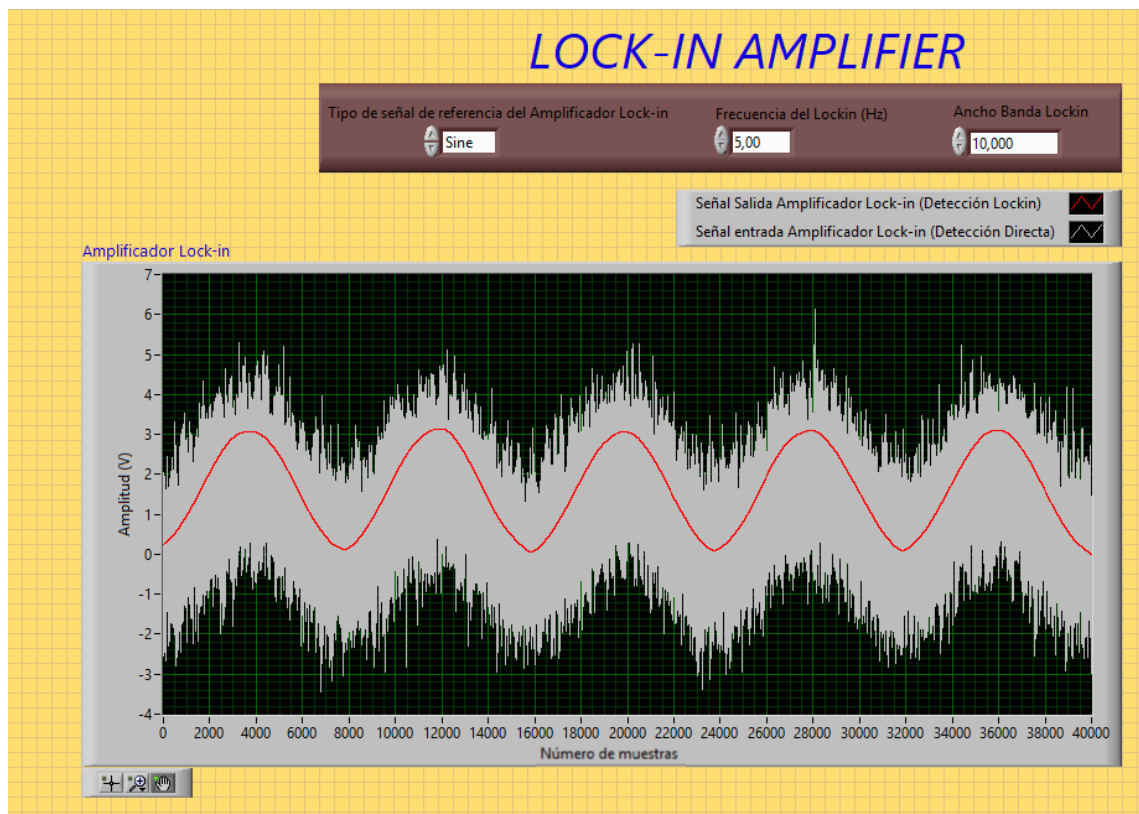 LOCK-IN AMPLIFIER
Tipo de señal de referencia del Amplificador Lock-in
Frecuencia del Lockin (Hz)
Ancho Banda Lockin
Sine
5,00
10,000
Señal Salida Amplificador Lock-in (Detección Lockin)
Señal entrada Amplificador Lock-in (Detección Directa)
Amplificador Lock-in
Amplitud (V)
7
6
5
4
3
2
1
0
-1
-2
-3
-4
0 2000 4000 6000 8000 10000 12000 14000 16000 18000 20000 22000 24000 26000 28000 30000 32000 34000 36000 38000 40000
Número de muestras